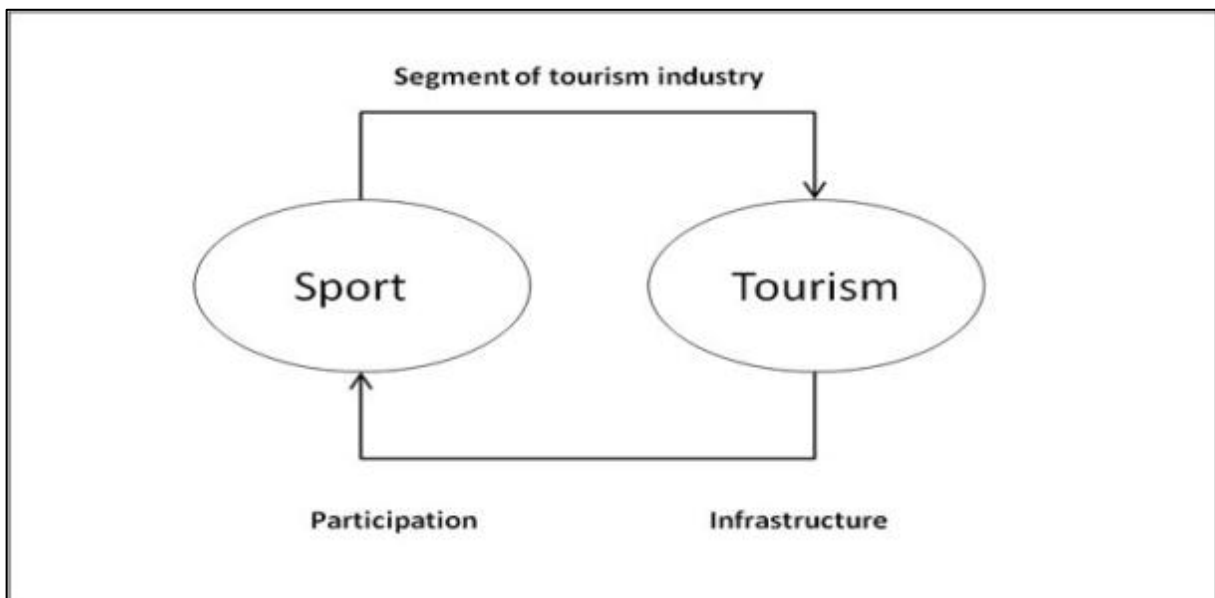 Segment of tourism industry
Sport Tourism
Participation Infrastructure